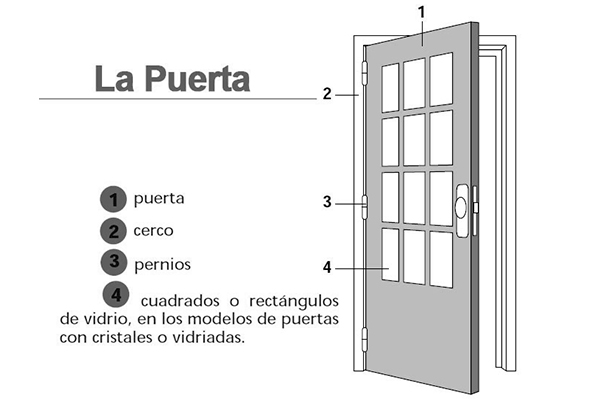 La Puerta
1 puerta
2 cerco
3 pernios
4 cuadrados o rectángulos
de vidrio, en los modelos de puertas
con cristales o vidriadas.
1
2
3
4